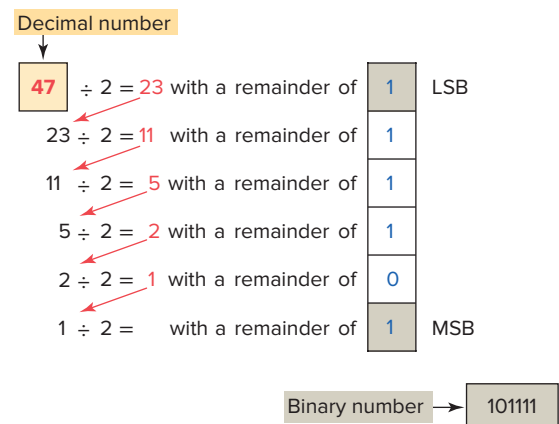 Decimal number
47 ÷ 2 = 23 with a remainder of 1 LSB
23 ÷ 2 = 11 with a remainder of 1
11 ÷ 2 = 5 with a remainder of 1
5 ÷ 2 = 2 with a remainder of 1
2 ÷ 2 = 1 with a remainder of 0
1 ÷ 2 = with a remainder of 1 MSB
Binary number 101111